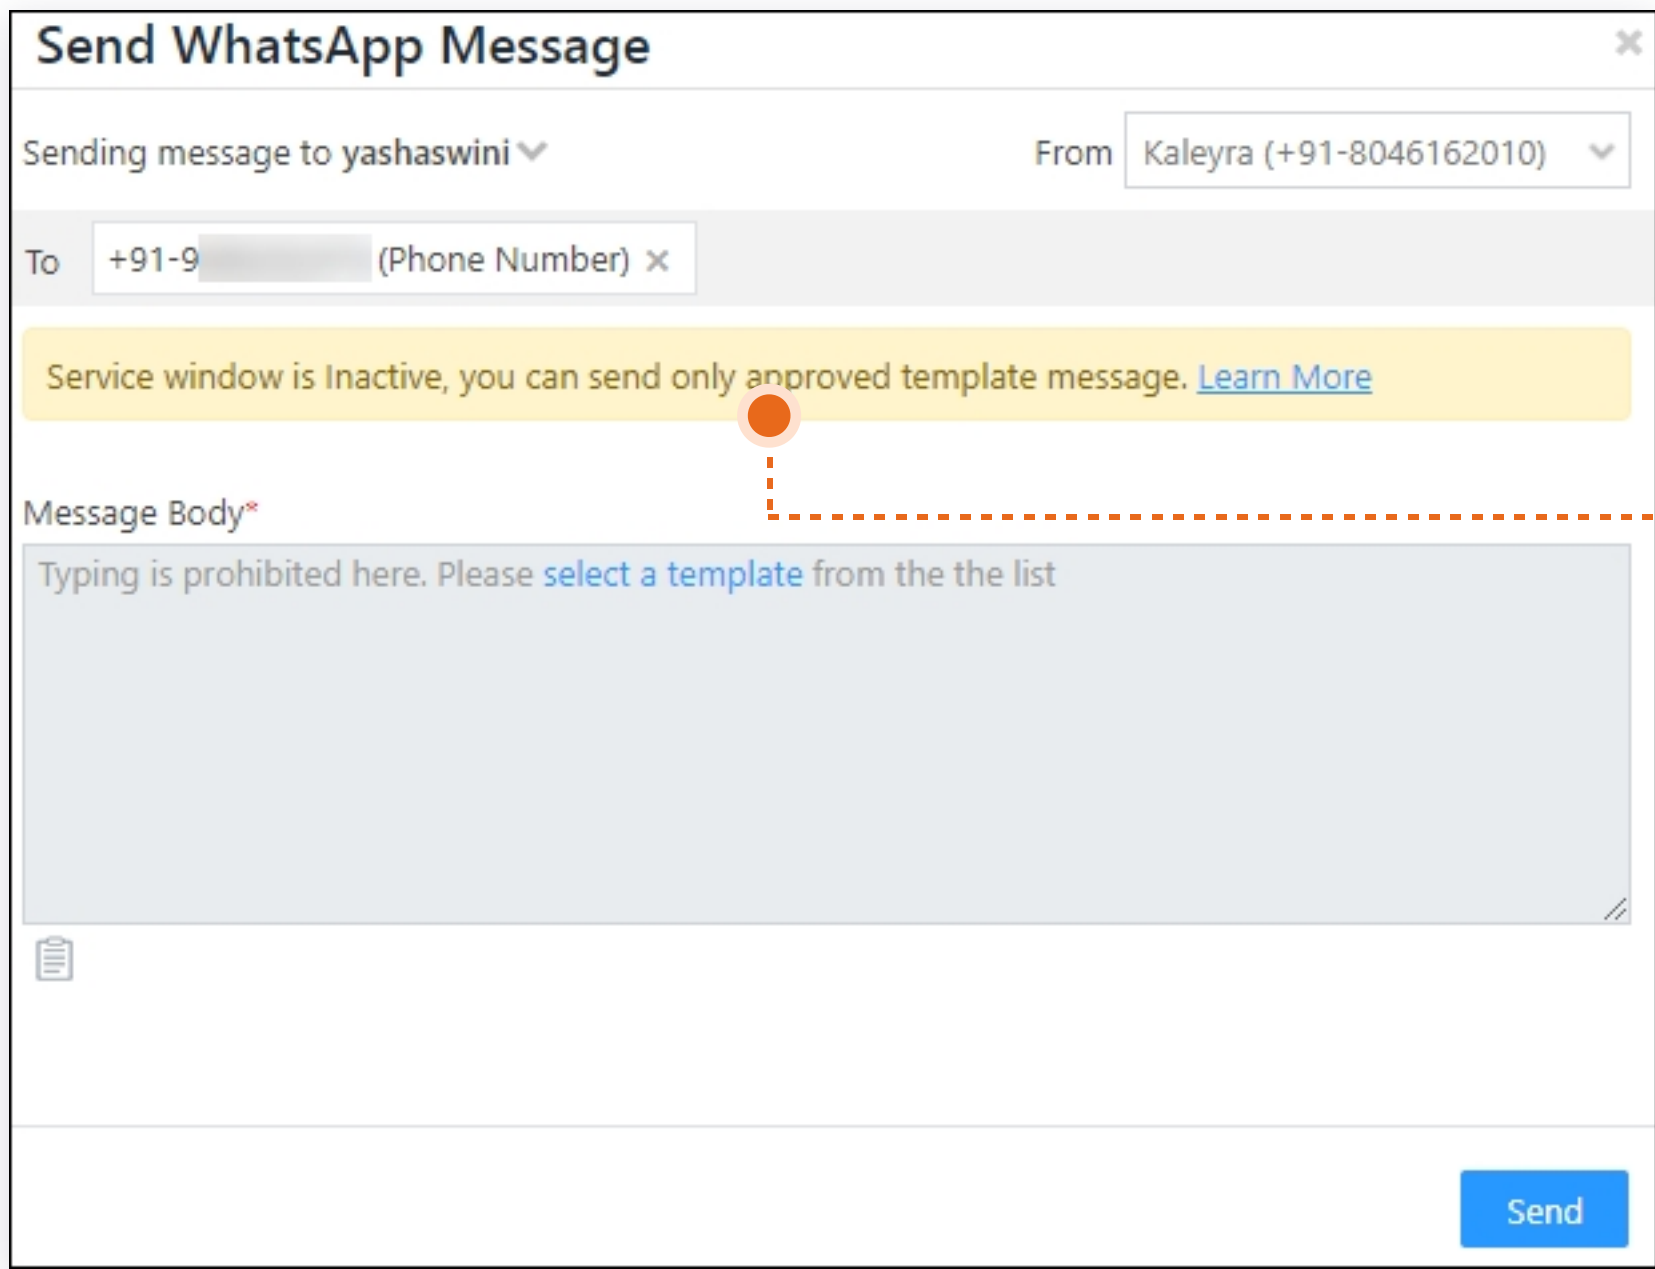 Send WhatsApp Message
Sending message to yashaswini
From Kaleyra (+91-8046162010)
To +91-9 (Phone Number)
Service window is Inactive, you can send only approved template message. Learn More
Message Body*
Typing is prohibited here. Please select a template from the the list
Send